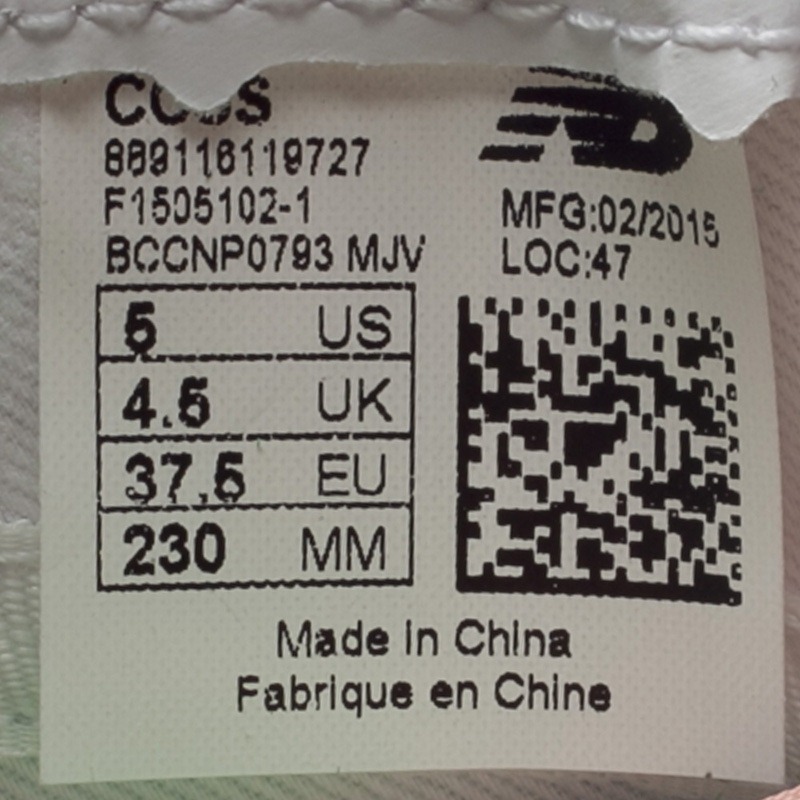 889116119727
F1505102-1
BCCNP0793 MJV
MFG:02/2015
LOC:47
5 US
4.5 UK
37.5 EU
230 MM
Made in China
Fabrique en Chine